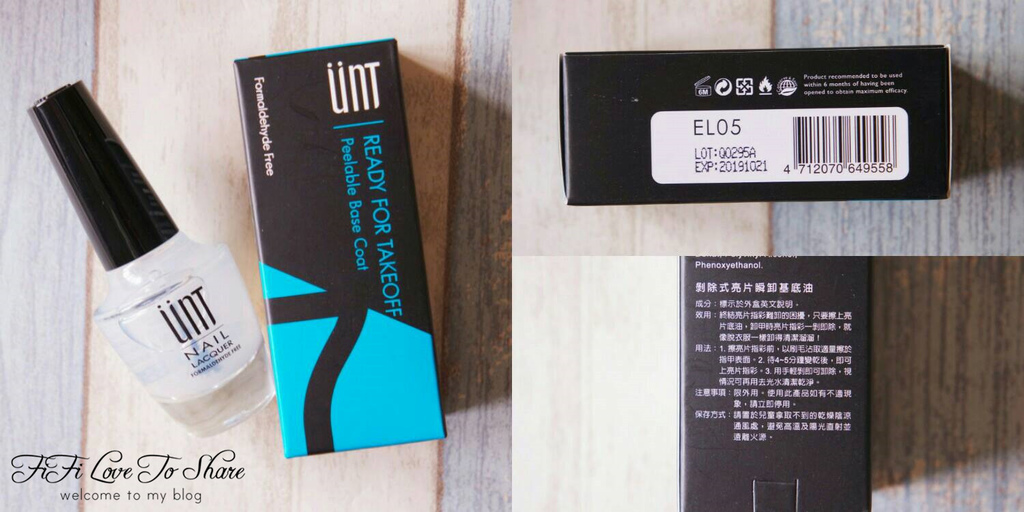 ÜNT
READY FOR TAKEOFF
Peelable Base Coat
Formaldehyde Free
ÜNT
NAIL
LACQUER
FORMALDEHYDE FREE
FiFi Love To Share
welcome to my blog
6M
Product recommended to be used
within 6 months of having been
opened to obtain maximum efficacy.
EL05
LOT:Q0295A
EXP:20191021
4 712070 649558
Phenoxyethanol.
剝除式亮片瞬卸基底油
成分：標示於外盒英文說明。
效用：終結亮片指彩難卸的困擾，只要擦上亮
片底油，卸甲時亮片指彩一剝即除，就
像脫衣服一樣卸得清潔溜溜！
用法：1. 擦亮片指彩前，以刷毛沾取適量擦於
指甲表面。2. 待4~5分鐘變乾後，即可
上亮片指彩。3. 用手輕剝即可卸除，視
情況可再用去光水清潔乾淨。
注意事項：限外用。使用此產品如有不適現
象，請立即停用。
保存方式：請置於兒童拿取不到的乾燥陰涼
通風處，避免高溫及陽光直射並
遠離火源。